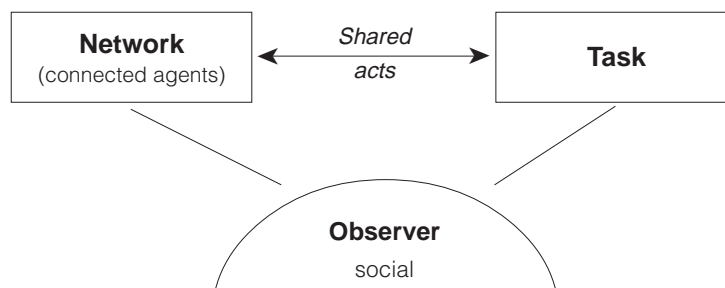 Network
(connected agents)
Shared
acts
Task
Observer
social